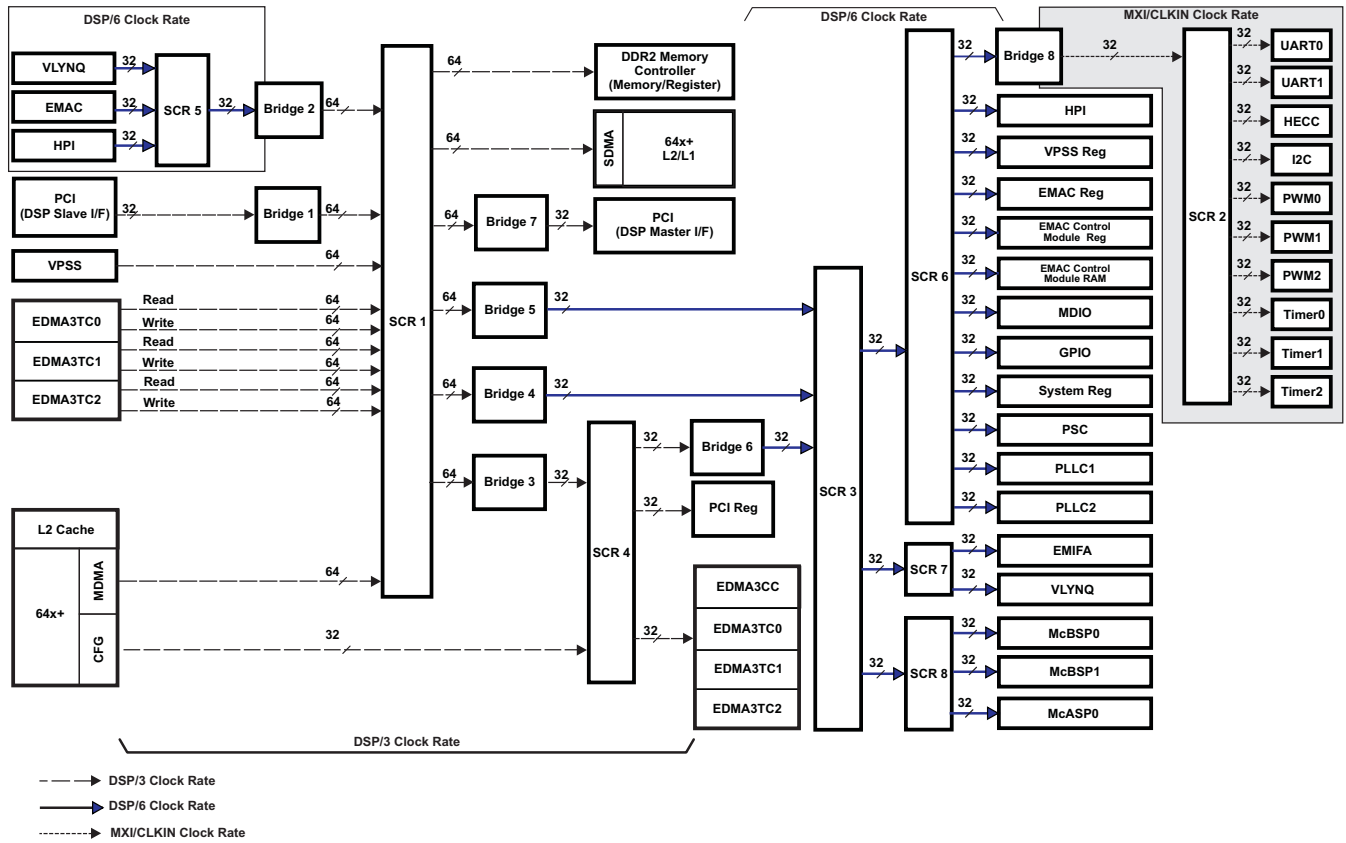 DSP/6 Clock Rate
VLYNQ
32
EMAC
32
HPI
32
SCR 5
32
Bridge 2
64
PCI
(DSP Slave I/F)
32
Bridge 1
64
VPSS
64
EDMA3TC0
Read
64
Write
64
EDMA3TC1
Read
64
Write
64
EDMA3TC2
Read
64
Write
64
L2 Cache
64x+
MDMA
64
CFG
32
SCR 1
64
DDR2 Memory
Controller
(Memory/Register)
64
SDMA
64x+
L2/L1
64
Bridge 7
32
PCI
(DSP Master I/F)
64
Bridge 5
32
64
Bridge 4
32
64
Bridge 3
32
SCR 4
32
Bridge 6
32
32
PCI Reg
32
EDMA3CC
EDMA3TC0
EDMA3TC1
EDMA3TC2
DSP/3 Clock Rate
SCR 3
32
32
32
DSP/6 Clock Rate
SCR 6
32
Bridge 8
32
32
HPI
32
VPSS Reg
32
EMAC Reg
32
EMAC Control
Module Reg
32
EMAC Control
Module RAM
32
MDIO
32
GPIO
32
System Reg
32
PSC
32
PLLC1
32
PLLC2
SCR 7
32
EMIFA
32
VLYNQ
SCR 8
32
McBSP0
32
McBSP1
32
McASP0
MXI/CLKIN Clock Rate
SCR 2
32
UART0
32
UART1
32
HECC
32
I2C
32
PWM0
32
PWM1
32
PWM2
32
Timer0
32
Timer1
32
Timer2
DSP/3 Clock Rate
DSP/6 Clock Rate
MXI/CLKIN Clock Rate